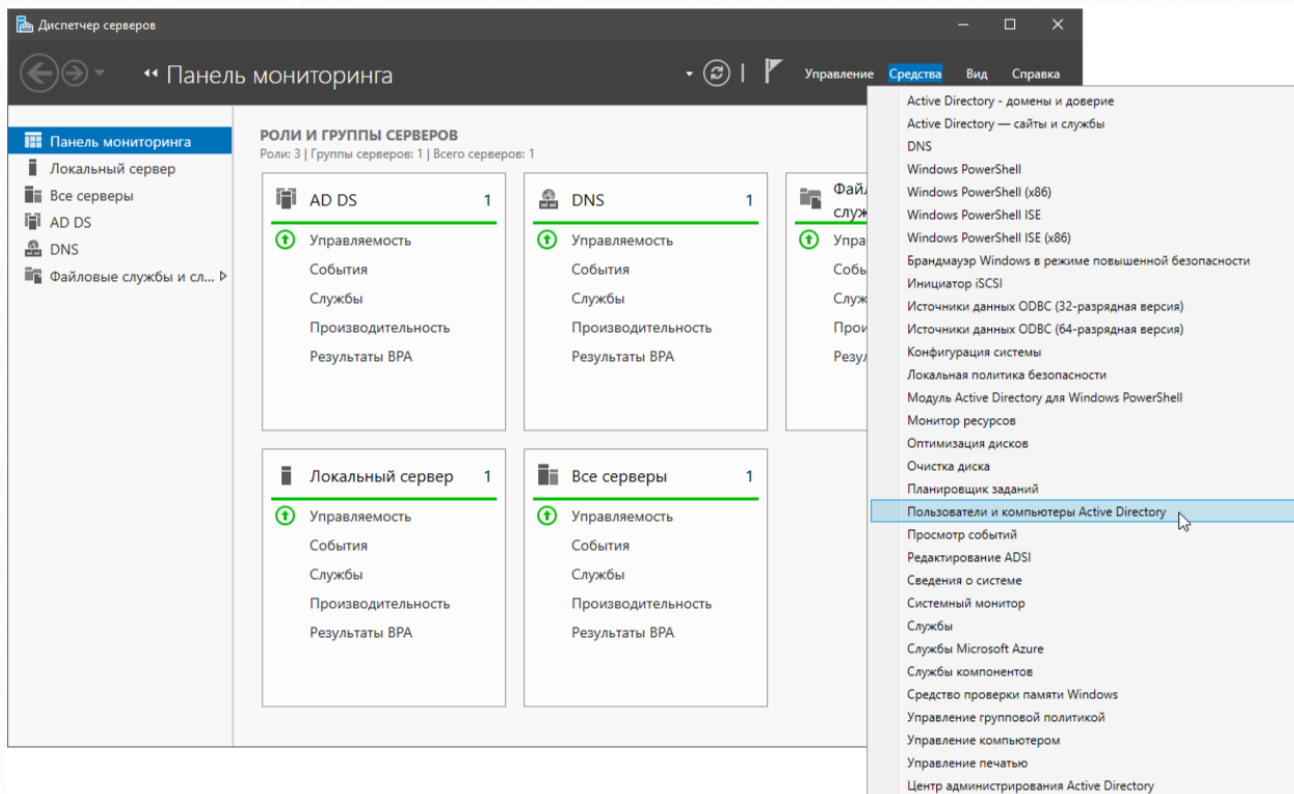 Диспетчер серверов
Панель мониторинга
Управление Средства Вид Справка
Панель мониторинга
Локальный сервер
Все серверы
AD DS
DNS
Файловые службы и сл...
РОЛИ И ГРУППЫ СЕРВЕРОВ
Роли: 3 | Группы серверов: 1 | Всего серверов: 1
AD DS 1
Управляемость
События
Службы
Производительность
Результаты BPA
DNS 1
Управляемость
События
Службы
Производительность
Результаты BPA
Фай
служ
Упра
Собы
Служ
Прои
Резул
Локальный сервер 1
Управляемость
События
Службы
Производительность
Результаты BPA
Все серверы 1
Управляемость
События
Службы
Производительность
Результаты BPA
Active Directory - домены и доверие
Active Directory — сайты и службы
DNS
Windows PowerShell
Windows PowerShell (x86)
Windows PowerShell ISE
Windows PowerShell ISE (x86)
Брандмауэр Windows в режиме повышенной безопасности
Инициатор iSCSI
Источники данных ODBC (32-разрядная версия)
Источники данных ODBC (64-разрядная версия)
Конфигурация системы
Локальная политика безопасности
Модуль Active Directory для Windows PowerShell
Монитор ресурсов
Оптимизация дисков
Очистка диска
Планировщик заданий
Пользователи и компьютеры Active Directory
Просмотр событий
Редактирование ADSI
Сведения о системе
Системный монитор
Службы
Службы Microsoft Azure
Службы компонентов
Средство проверки памяти Windows
Управление групповой политикой
Управление компьютером
Управление печатью
Центр администрирования Active Directory